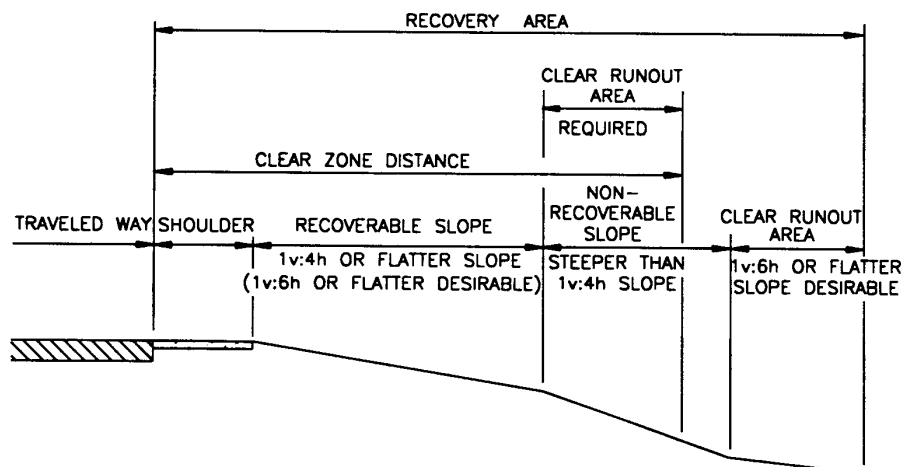 RECOVERY AREA
CLEAR RUNOUT
AREA
REQUIRED
CLEAR ZONE DISTANCE
TRAVELED WAY
SHOULDER
RECOVERABLE SLOPE
1v:4h OR FLATTER SLOPE
(1v:6h OR FLATTER DESIRABLE)
NON-
RECOVERABLE
SLOPE
STEEPER THAN
1v:4h SLOPE
CLEAR RUNOUT
AREA
1v:6h OR FLATTER
SLOPE DESIRABLE